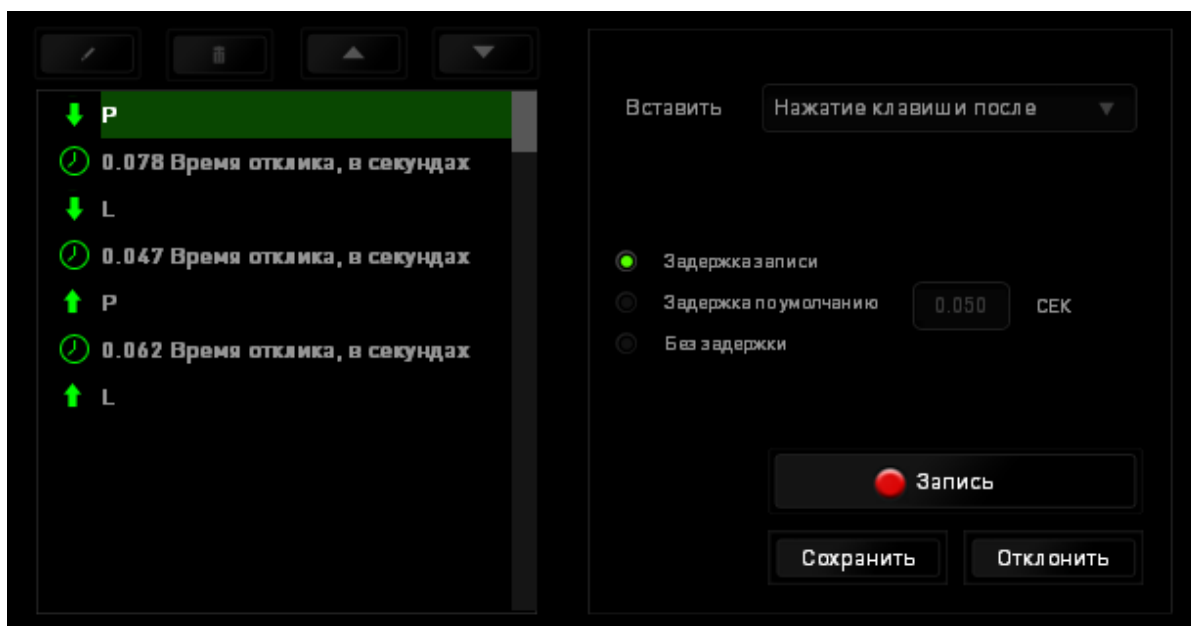 P
0.078 Время отклика, в секундах
L
0.047 Время отклика, в секундах
P
0.062 Время отклика, в секундах
L
Вставить Нажатие клавиши после
Задержка записи
Задержка по умолчанию 0.050 СЕК
Без задержки
Запись
Сохранить Отклонить